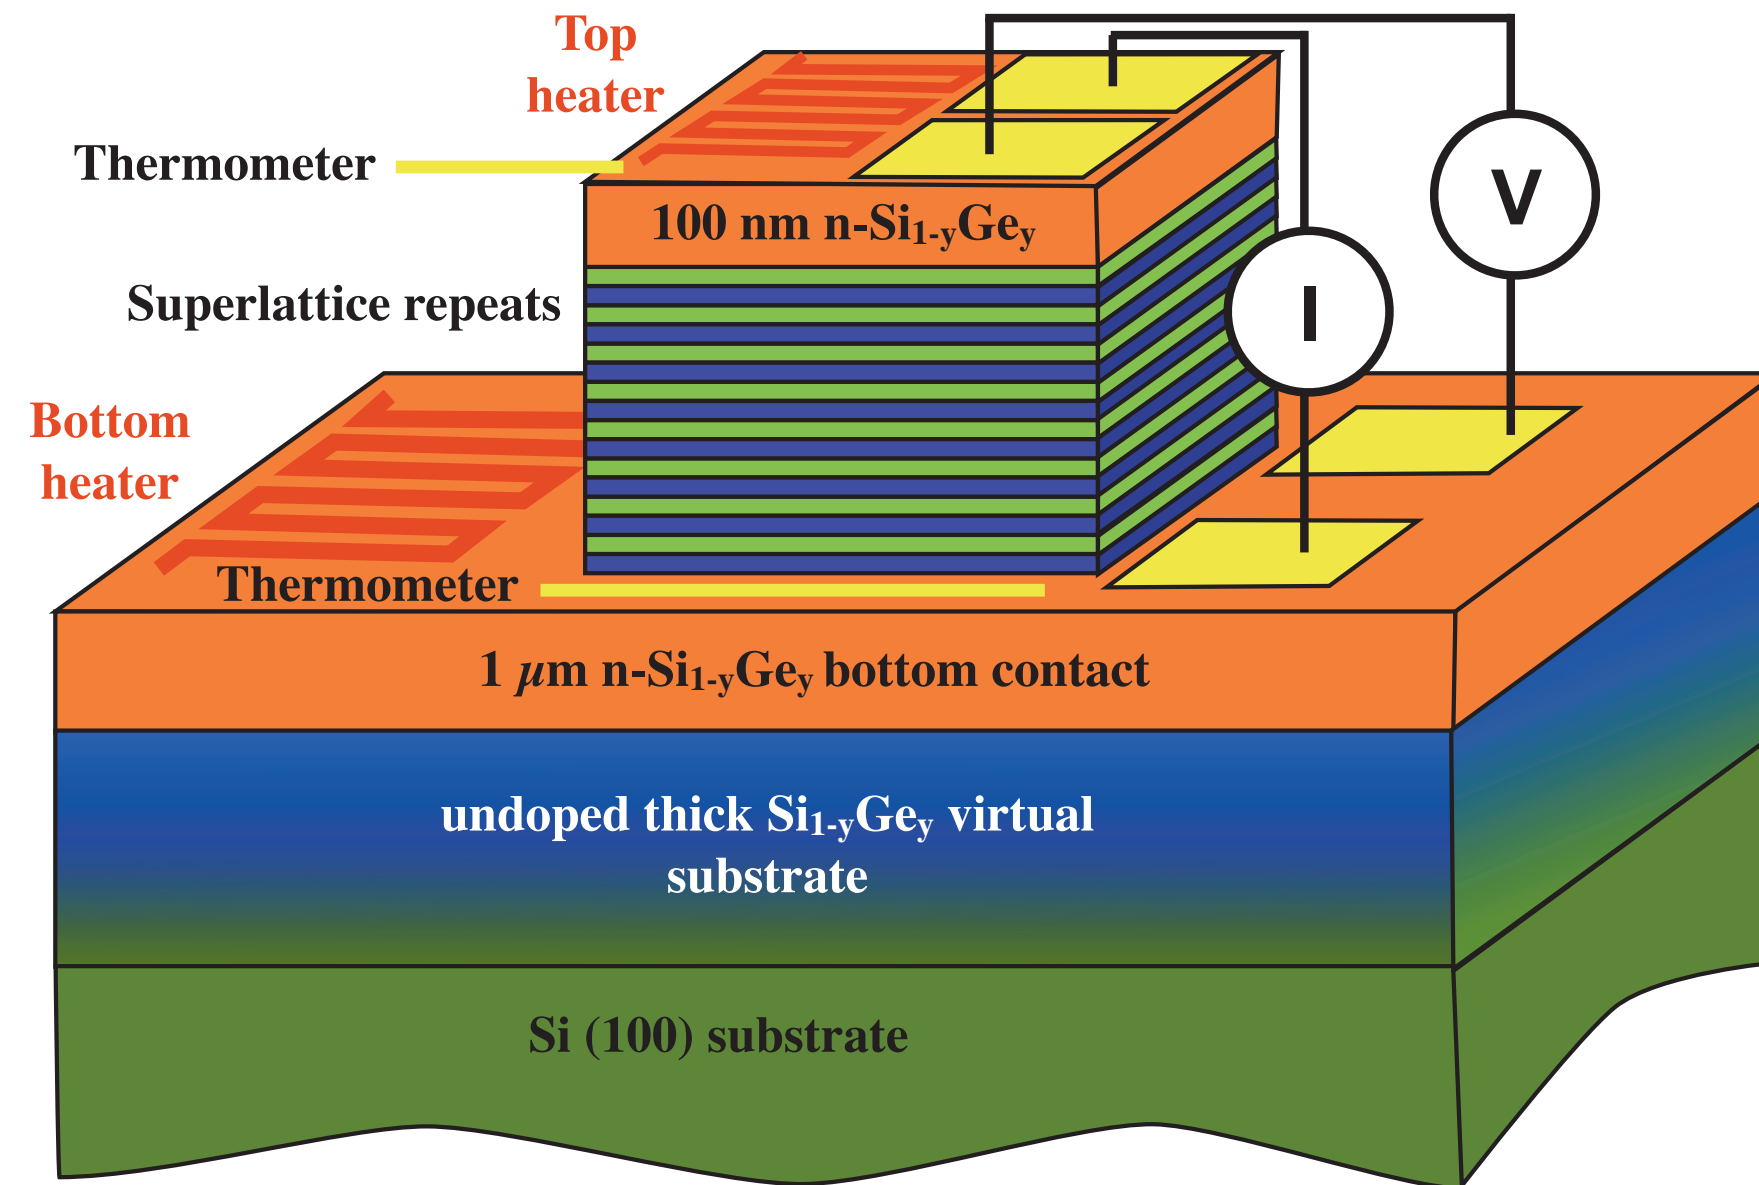 Top
heater
Thermometer
100 nm n-Si₁₋yGey
Superlattice repeats
V
I
Bottom
heater
Thermometer
1 µm n-Si₁₋yGey bottom contact
undoped thick Si₁₋yGey virtual
substrate
Si (100) substrate